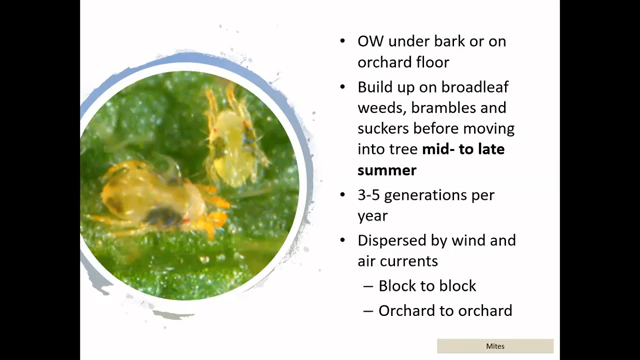 • OW under bark or on
orchard floor
• Build up on broadleaf
weeds, brambles and
suckers before moving
into tree mid- to late
summer
• 3-5 generations per
year
• Dispersed by wind and
air currents
– Block to block
– Orchard to orchard
Mites